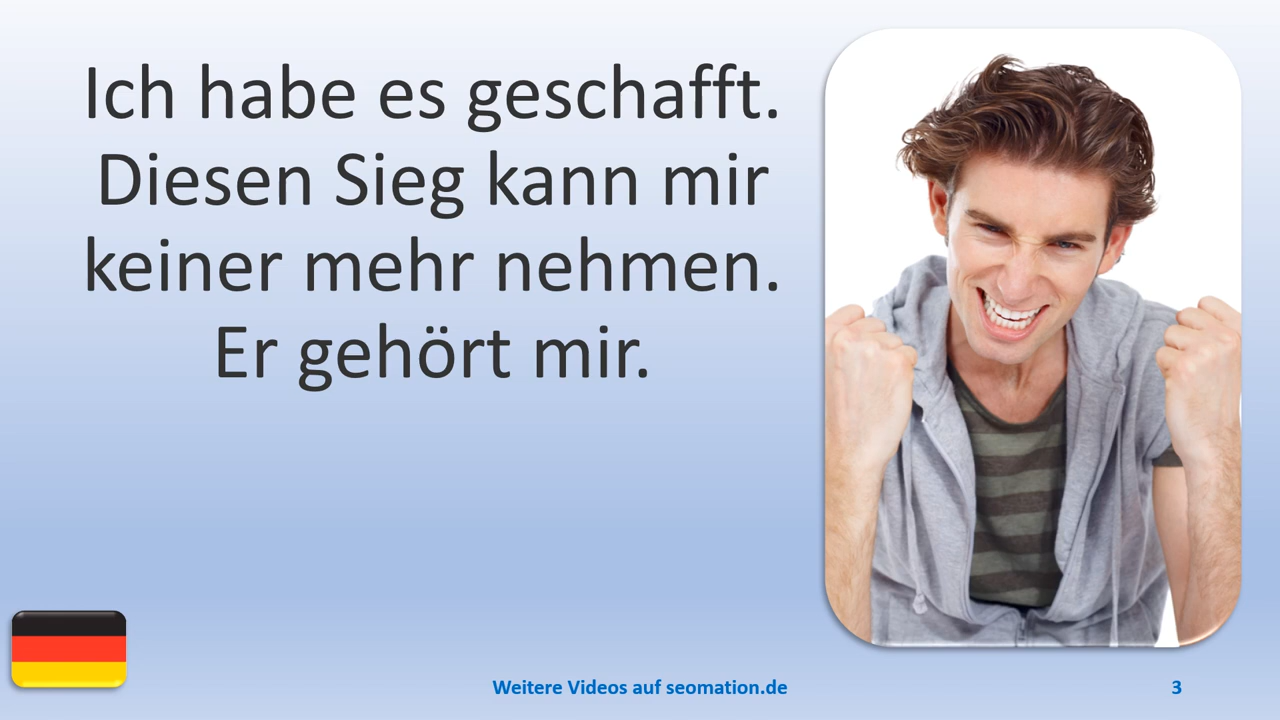 Ich habe es geschafft.
Diesen Sieg kann mir
keiner mehr nehmen.
Er gehört mir.
Weitere Videos auf seomation.de
3